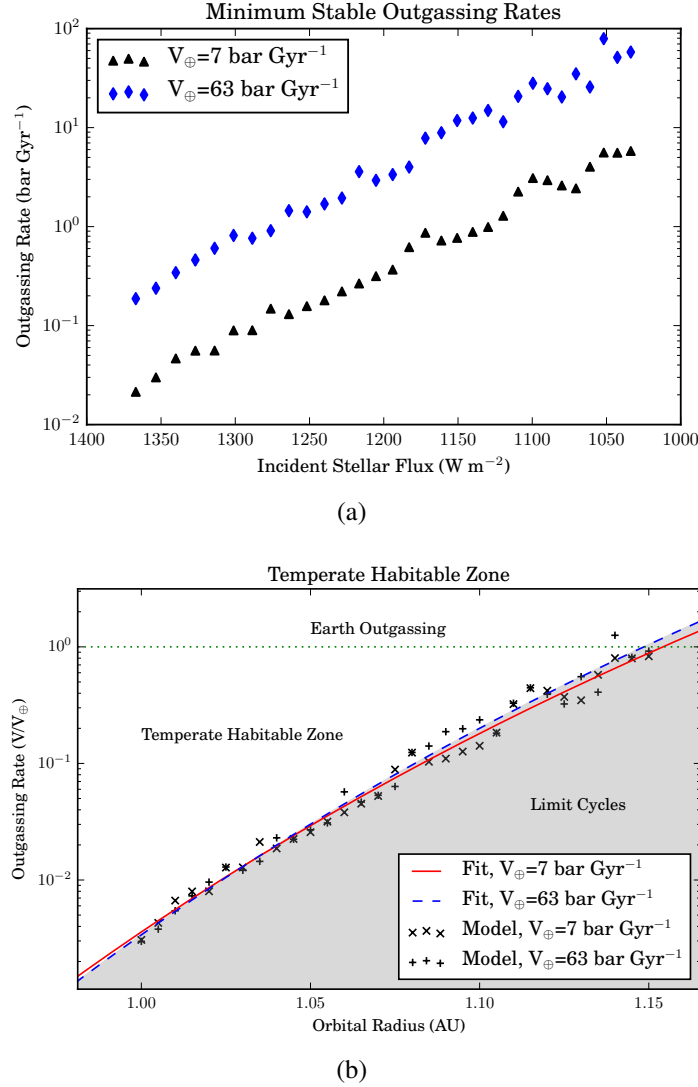 Minimum Stable Outgassing Rates
V⊕=7 bar Gyr⁻¹
V⊕=63 bar Gyr⁻¹
Outgassing Rate (bar Gyr⁻¹)
10²
10¹
10⁰
10⁻¹
10⁻²
1400 1350 1300 1250 1200 1150 1100 1050 1000
Incident Stellar Flux (W m⁻²)
(a)
Temperate Habitable Zone
Earth Outgassing
Temperate Habitable Zone
Limit Cycles
Outgassing Rate (V/V⊕)
10⁰
10⁻¹
10⁻²
Fit, V⊕=7 bar Gyr⁻¹
Fit, V⊕=63 bar Gyr⁻¹
Model, V⊕=7 bar Gyr⁻¹
Model, V⊕=63 bar Gyr⁻¹
1.00 1.05 1.10 1.15
Orbital Radius (AU)
(b)